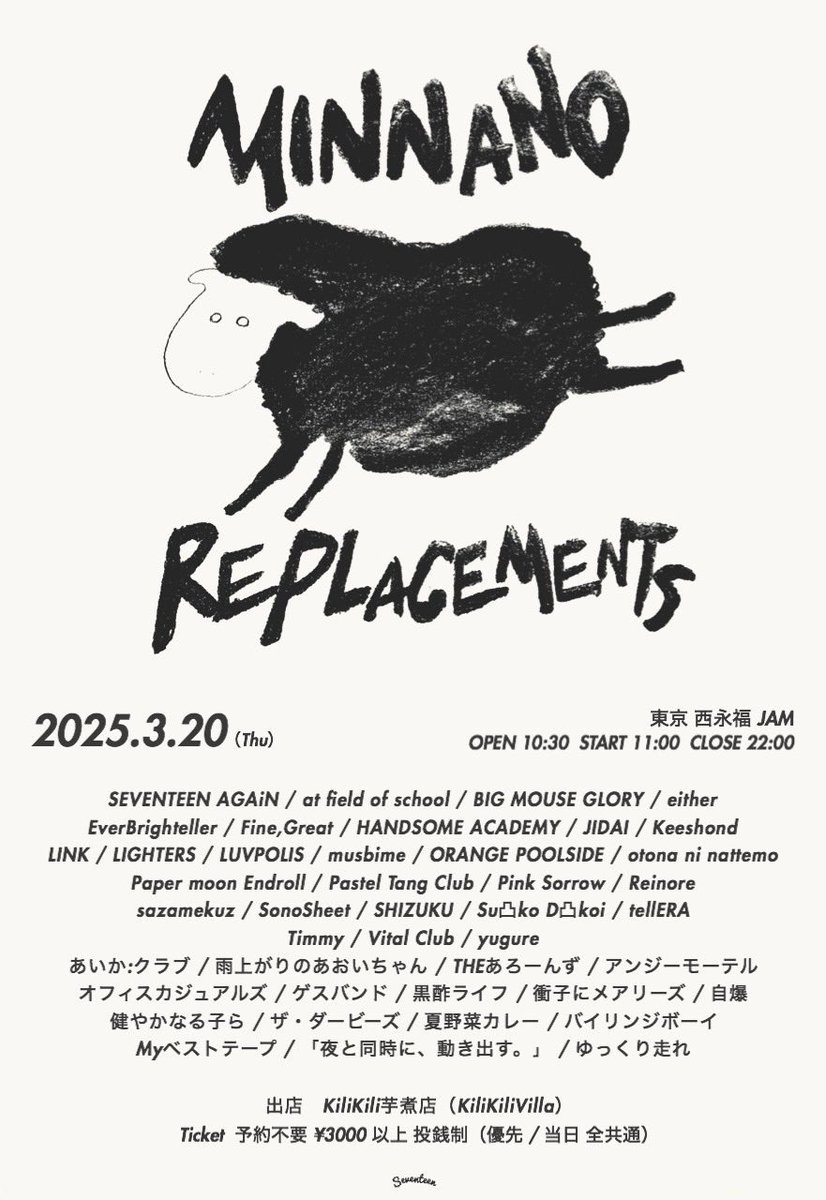 MINNANO
REPLACEMENTS
2025.3.20 (Thu)
東京 西永福 JAM
OPEN 10:30 START 11:00 CLOSE 22:00
SEVENTEEN AGAiN / at field of school / BIG MOUSE GLORY / either
EverBrighteller / Fine,Great / HANDSOME ACADEMY / JIDAI / Keeshond
LINK / LIGHTERS / LUVPOLIS / musbime / ORANGE POOLSIDE / otona ni nattemo
Paper moon Endroll / Pastel Tang Club / Pink Sorrow / Reinore
sazamekuz / SonoSheet / SHIZUKU / Su凸ko D凸koi / tellERA
Timmy / Vital Club / yugure
あいか:クラブ / 雨上がりのあおいちゃん / THEあろーんず / アンジーモーテル
オフィスカジュアルズ / ゲスバンド / 黒酢ライフ / 衝子にメアリーズ / 自爆
健やかなる子ら / ザ・ダービーズ / 夏野菜カレー / バイリンジボーイ
Myベストテープ / 「夜と同時に、動き出す。」 / ゆっくり走れ
出店　KiliKili芋煮店（KiliKiliVilla）
Ticket 予約不要 ¥3000 以上 投銭制（優先 / 当日 全共通）
Seventeen